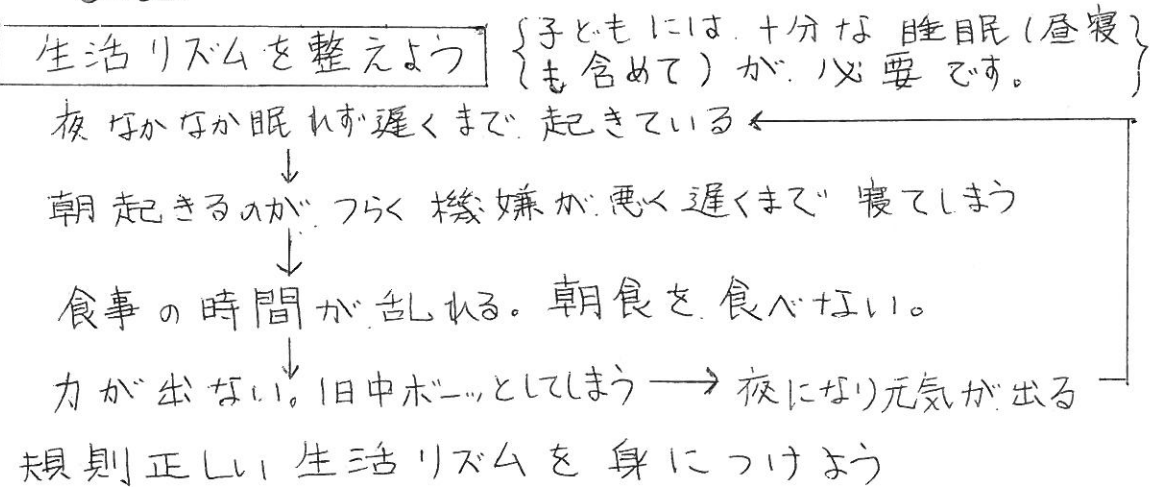 生活リズムを整えよう
{子どもには、十分な睡眠(昼寝
も含めて)が、必要です。}
夜なかなか眠れず遅くまで起きている←
↓
朝起きるのが、つらく機嫌が悪く遅くまで寝てしまう
↓
食事の時間が乱れる。朝食を食べない。
↓
力が出ない。1日中ボーッとしてしまう→夜になり元気が出る
規則正しい生活リズムを身につけよう